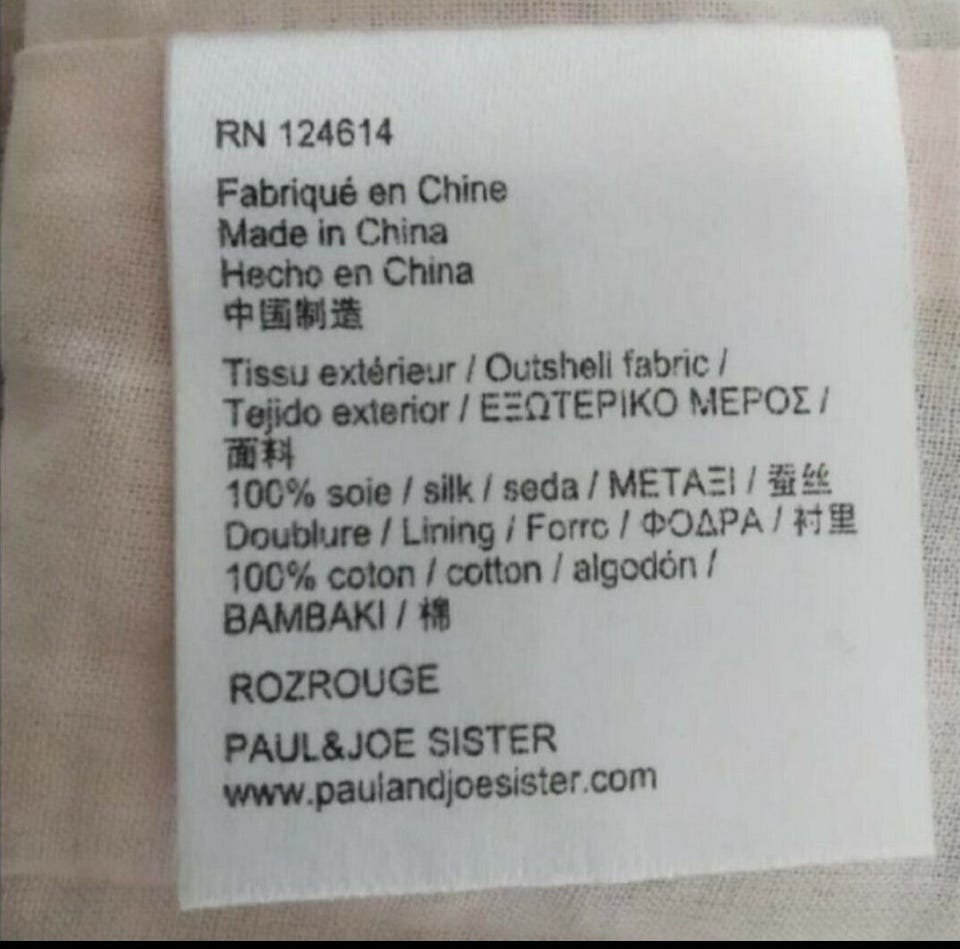 RN 124614
Fabriqué en Chine
Made in China
Hecho en China
中国制造
Tissu extérieur / Outshell fabric /
Tejido exterior / ΕΞΩΤΕΡΙΚΟ ΜΕΡΟΣ /
面料
100% soie / silk / seda / ΜΕΤΑΞΙ / 蚕丝
Doublure / Lining / Forro / ΦΟΔΡΑ / 衬里
100% coton / cotton / algodón /
BAMBAKI / 棉
ROZROUGE
PAUL&JOE SISTER
www.paulandjoesister.com